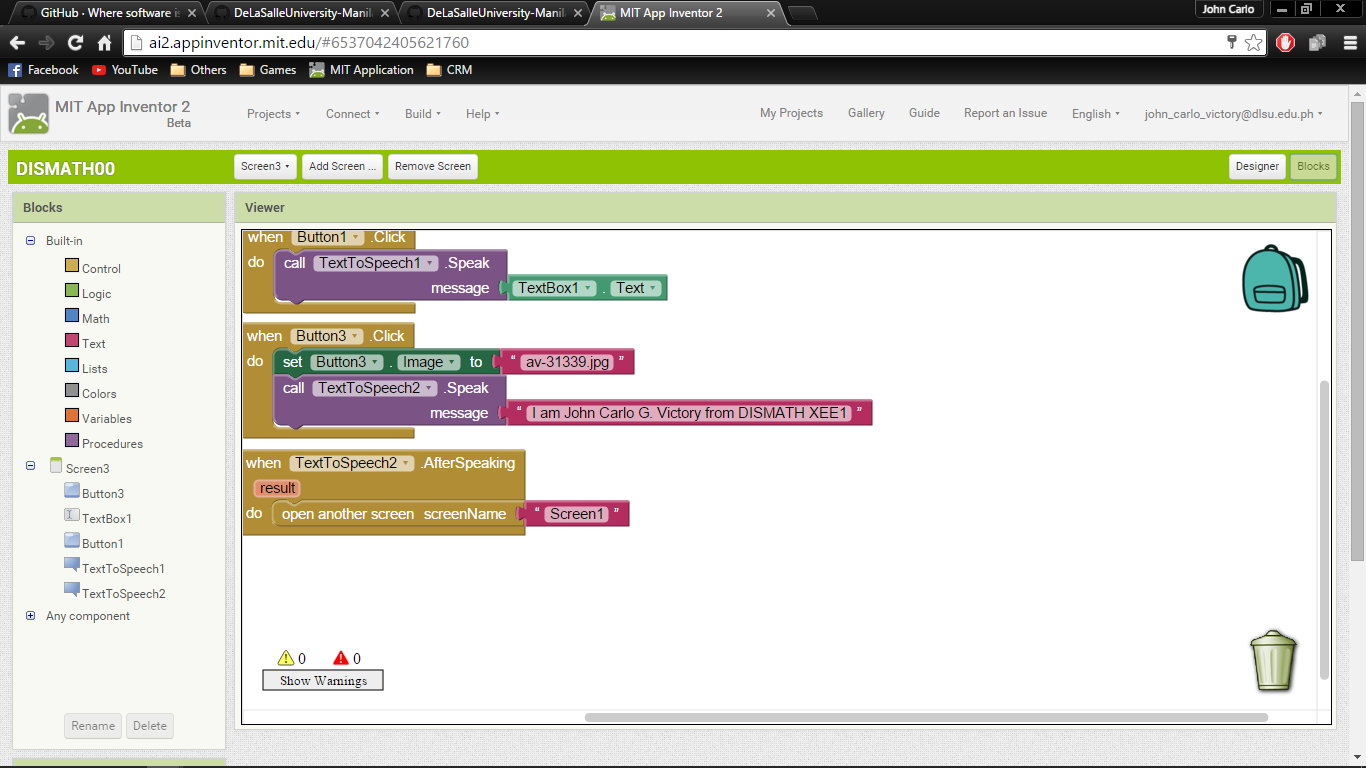 GitHub · Where software is
DeLaSalleUniversity-Manil
DeLaSalleUniversity-Manil
MIT App Inventor 2
John Carlo
ai2.appinventor.mit.edu/#6537042405621760
Facebook YouTube Others Games MIT Application CRM
MIT App Inventor 2
Beta
Projects Connect Build Help
My Projects Gallery Guide Report an Issue English john_carlo_victory@dlsu.edu.ph
DISMATH00
Screen3 Add Screen ... Remove Screen
Designer Blocks
Blocks
Built-in
Control
Logic
Math
Text
Lists
Colors
Variables
Procedures
Screen3
Button3
TextBox1
Button1
TextToSpeech1
TextToSpeech2
Any component
Rename Delete
Viewer
when Button1 .Click
do call TextToSpeech1 .Speak
message TextBox1 . Text
when Button3 .Click
do set Button3 . Image to “ av-31339.jpg ”
call TextToSpeech2 .Speak
message “ I am John Carlo G. Victory from DISMATH XEE1 ”
when TextToSpeech2 .AfterSpeaking
result
do open another screen screenName “ Screen1 ”
0 0
Show Warnings